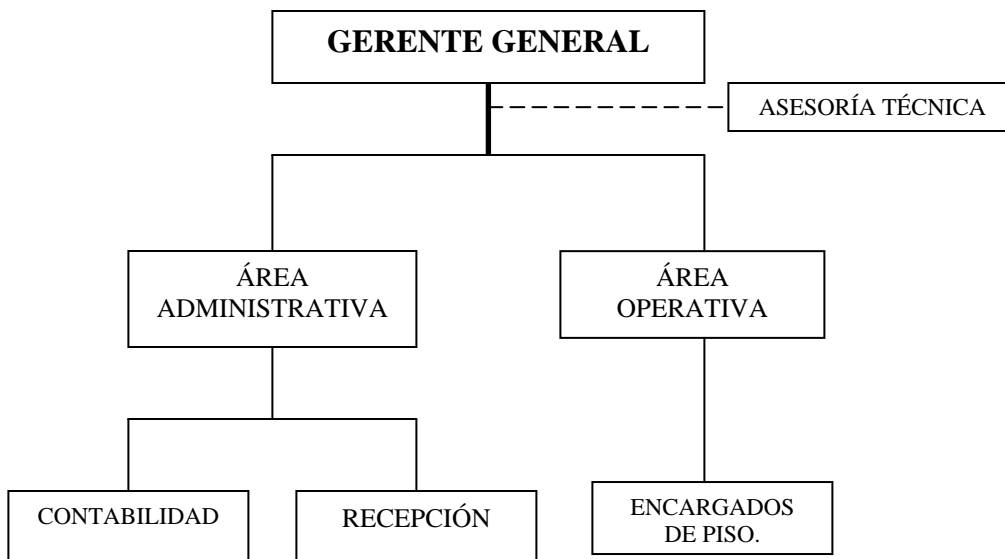 GERENTE GENERAL
ASESORÍA TÉCNICA
ÁREA
ADMINISTRATIVA
ÁREA
OPERATIVA
CONTABILIDAD
RECEPCIÓN
ENCARGADOS
DE PISO.